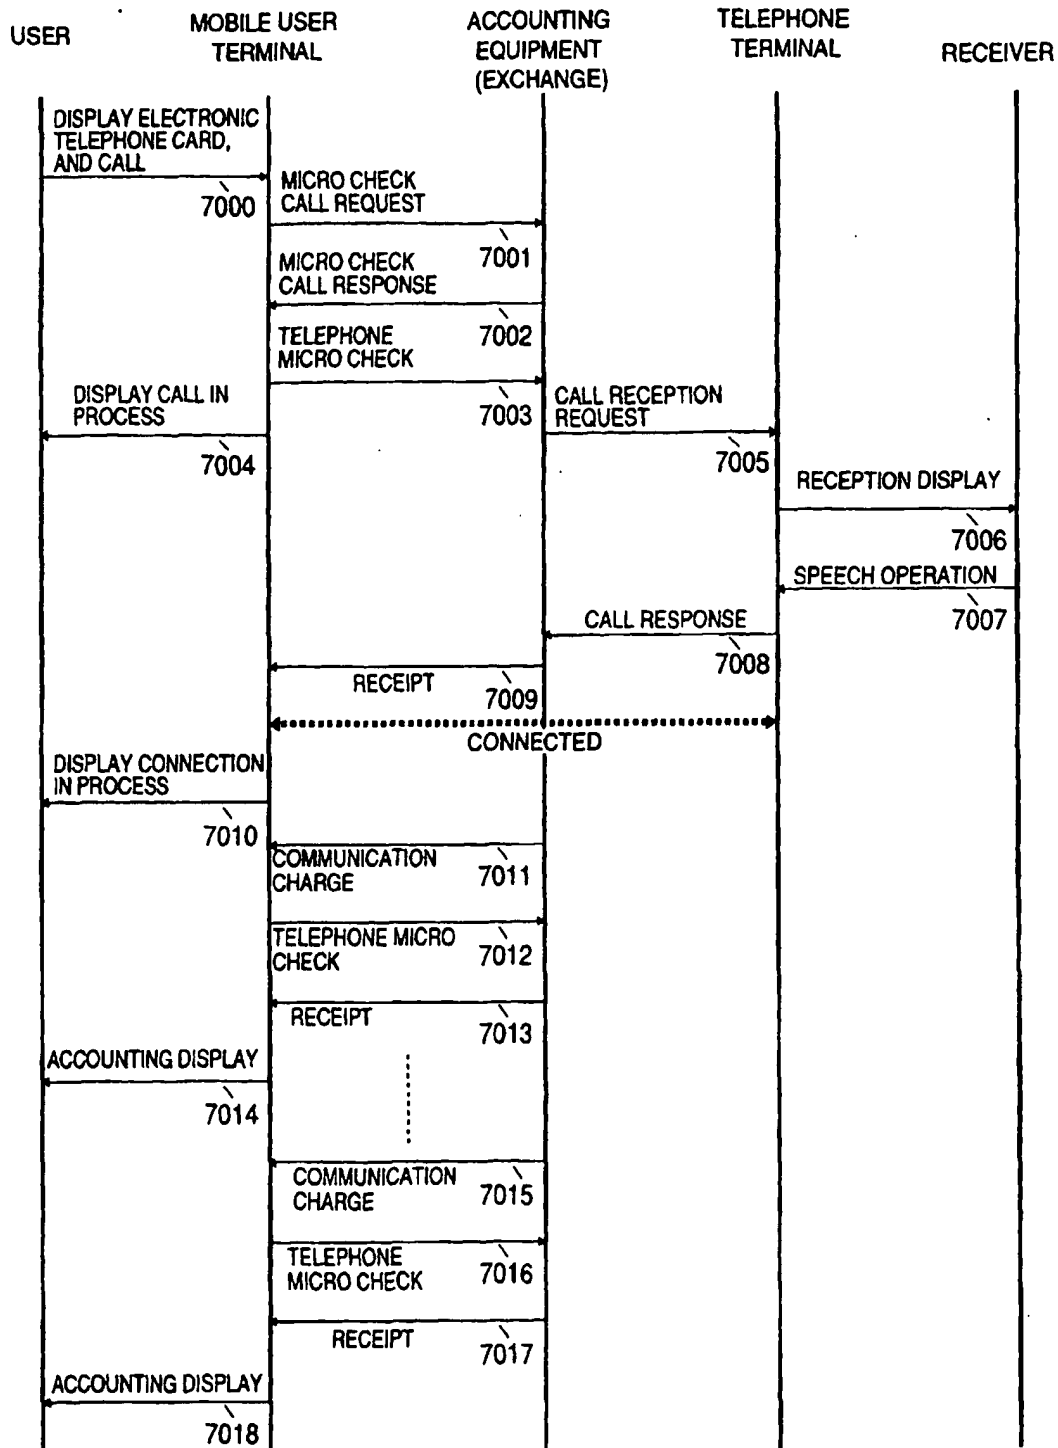 USER
MOBILE USER
TERMINAL
ACCOUNTING
EQUIPMENT
(EXCHANGE)
TELEPHONE
TERMINAL
RECEIVER
DISPLAY ELECTRONIC
TELEPHONE CARD,
AND CALL
7000
MICRO CHECK
CALL REQUEST
7001
MICRO CHECK
CALL RESPONSE
7002
TELEPHONE
MICRO CHECK
7003
DISPLAY CALL IN
PROCESS
7004
CALL RECEPTION
REQUEST
7005
RECEPTION DISPLAY
7006
SPEECH OPERATION
7007
CALL RESPONSE
7008
RECEIPT
7009
CONNECTED
DISPLAY CONNECTION
IN PROCESS
7010
COMMUNICATION
CHARGE
7011
TELEPHONE MICRO
CHECK
7012
RECEIPT
7013
ACCOUNTING DISPLAY
7014
COMMUNICATION
CHARGE
7015
TELEPHONE
MICRO CHECK
7016
RECEIPT
7017
ACCOUNTING DISPLAY
7018